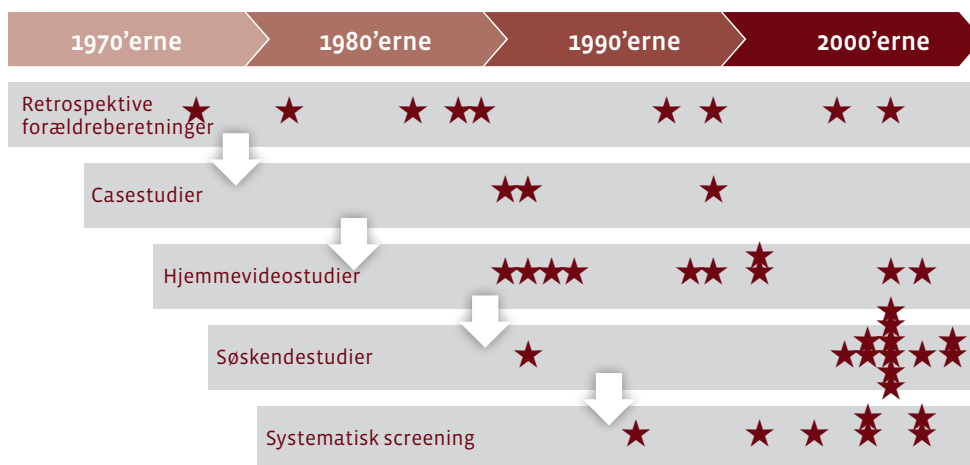 1970’erne
1980’erne
1990’erne
2000’erne
Retrospektive
forældreberetninger
Casestudier
Hjemmevideostudier
Søskendestudier
Systematisk screening